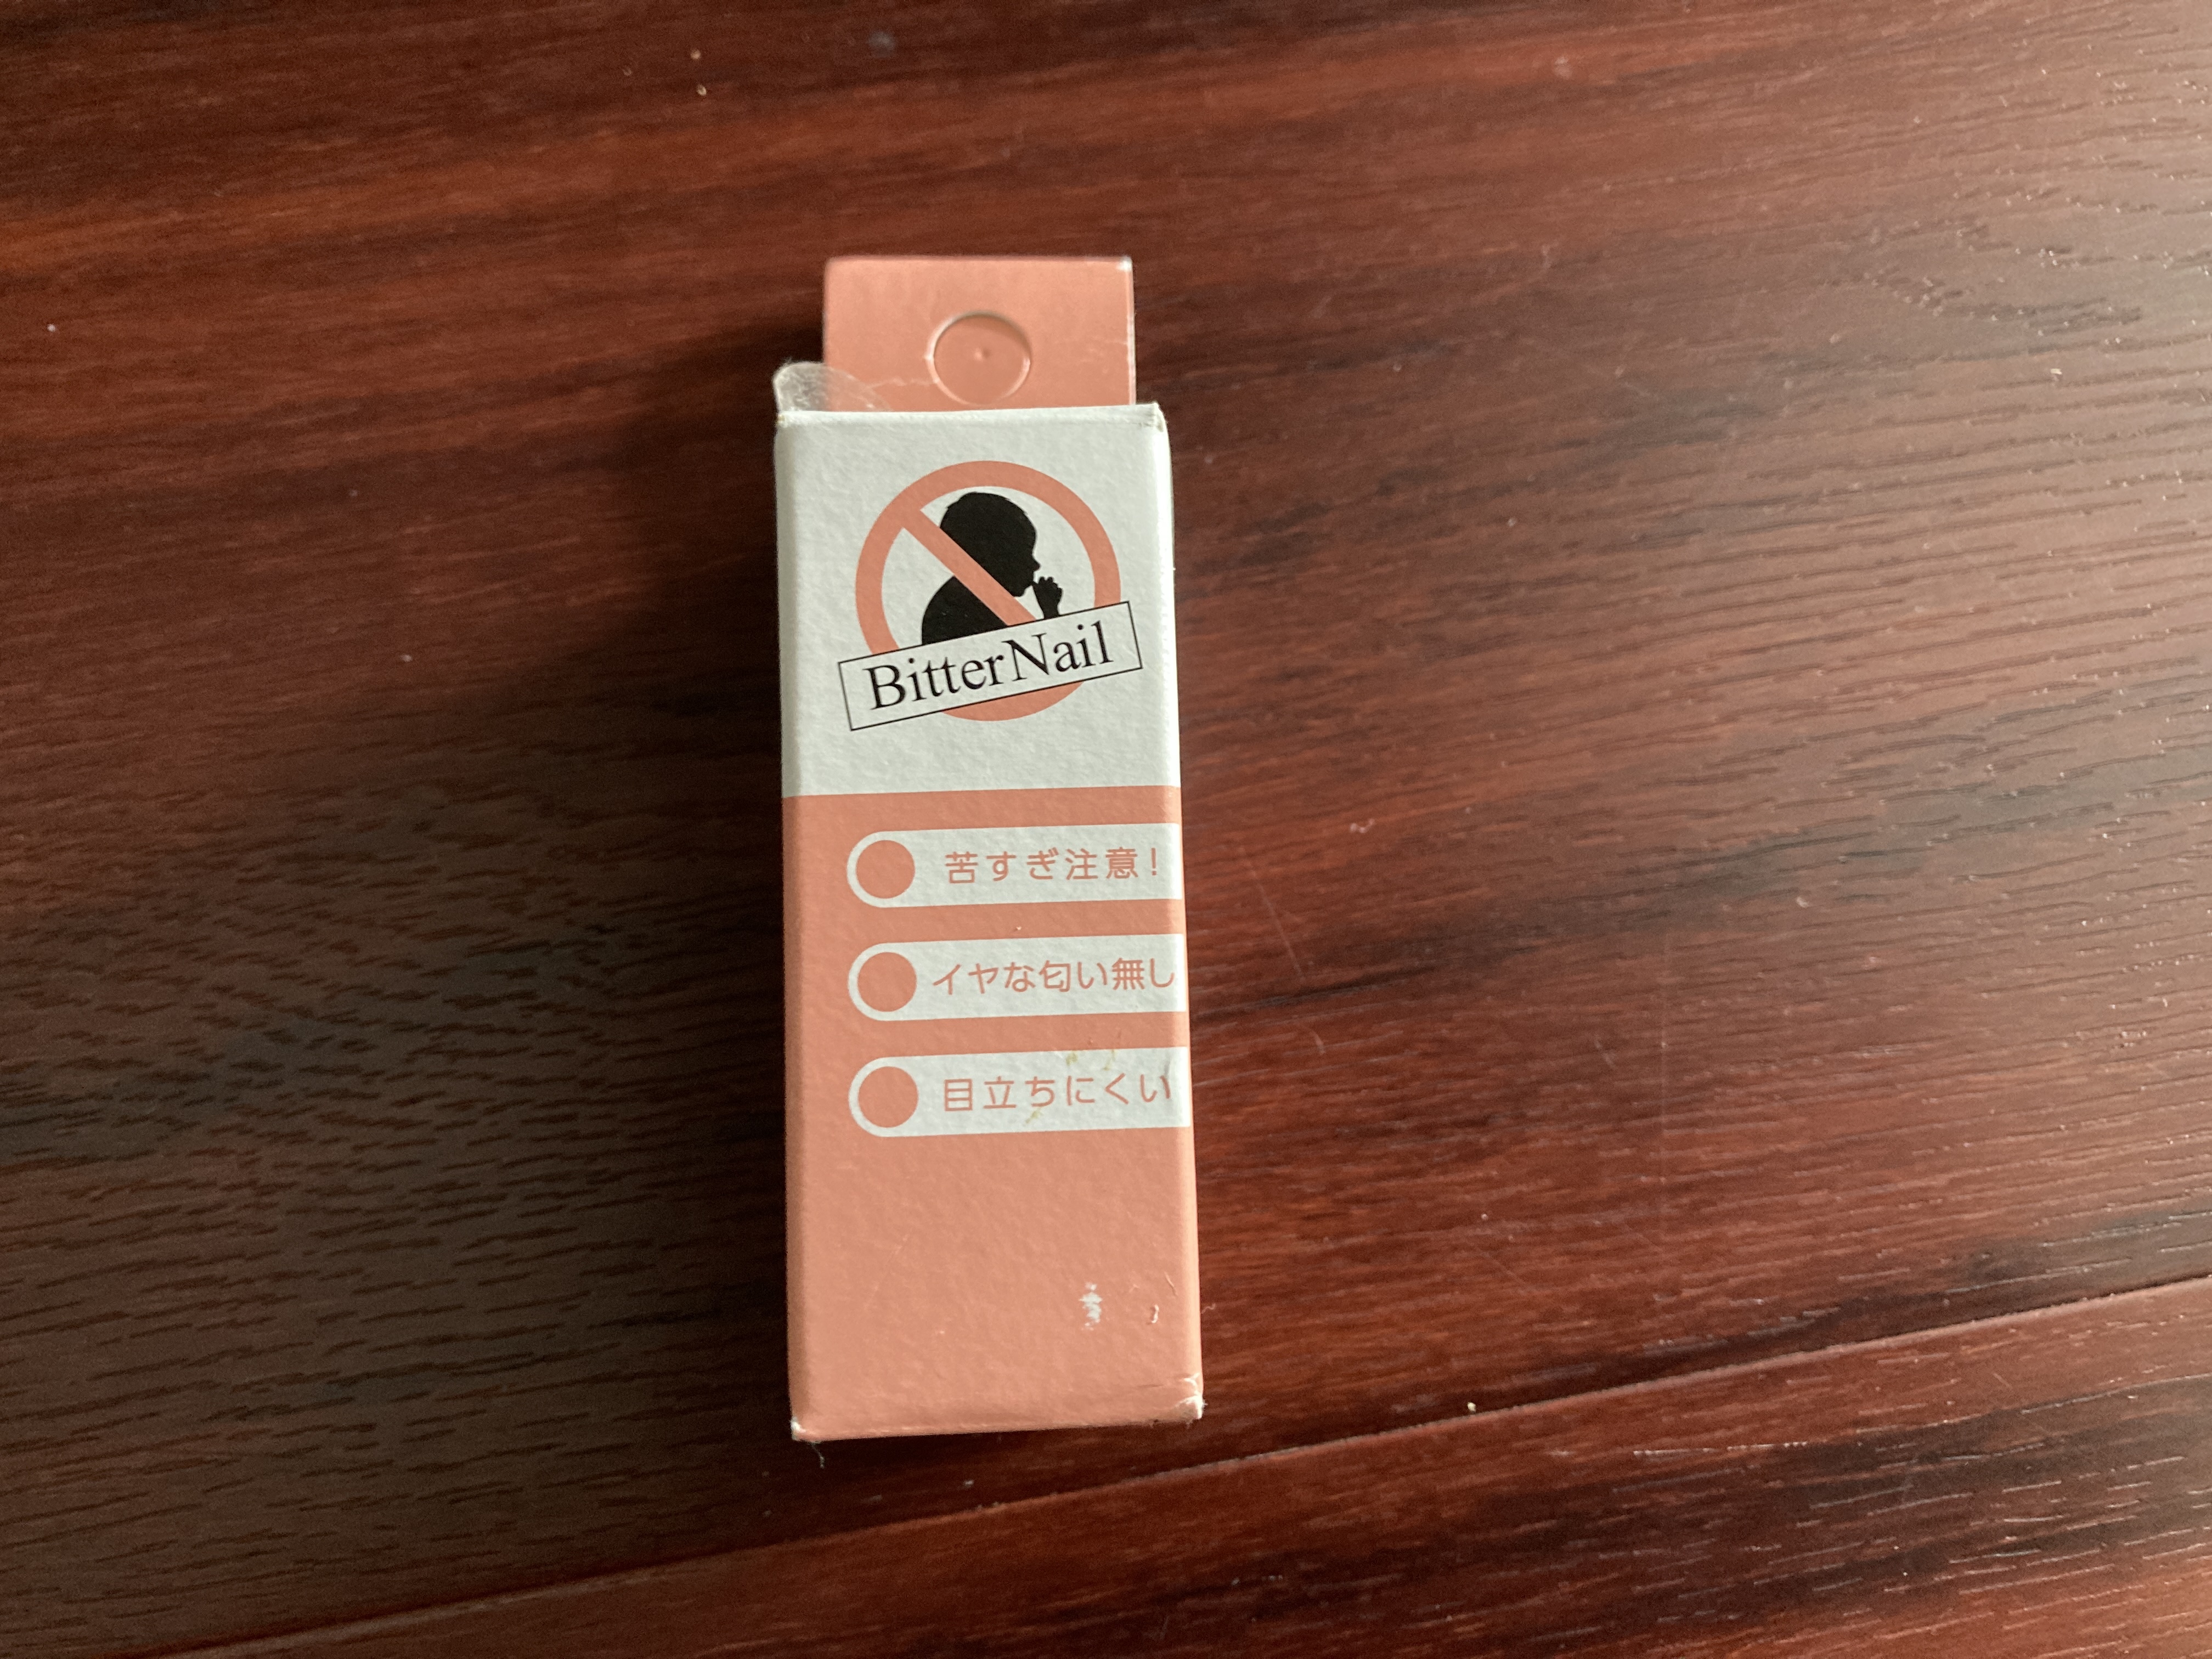 BitterNail
苦すぎ注意!
イヤな匂い無し
目立ちにくい